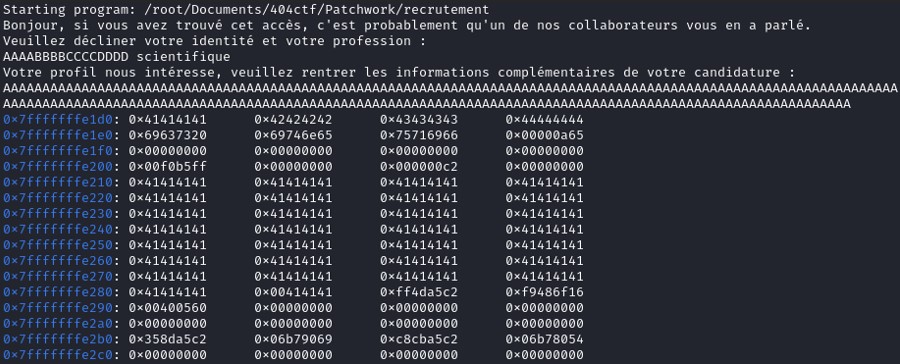 Starting program: /root/Documents/404ctf/Patchwork/recrutement
Bonjour, si vous avez trouvé cet accès, c'est probablement qu'un de nos collaborateurs vous en a parlé.
Veuillez décliner votre identité et votre profession :
AAAABBBBCCCCDDDD scientifique
Votre profil nous intéresse, veuillez rentrer les informations complémentaires de votre candidature :
AAAAAAAAAAAAAAAAAAAAAAAAAAAAAAAAAAAAAAAAAAAAAAAAAAAAAAAAAAAAAAAAAAAAAAAAAAAAAAAAAAAAAAAAAAAAAAAAAAAAAAAAAAAAAAAAAA
AAAAAAAAAAAAAAAAAAAAAAAAAAAAAAAAAAAAAAAAAAAAAAAAAAAAAAAAAAAAAAAAAAAAAAAAAAAAAAAAAAAAAAAAAAAAAAAAAAAAAAAAAAAA
0×7fffffffe1d0: 0×41414141 0×42424242 0×43434343 0×44444444
0×7fffffffe1e0: 0×69637320 0×69746e65 0×75716966 0×00000a65
0×7fffffffe1f0: 0×00000000 0×00000000 0×00000000 0×00000000
0×7fffffffe200: 0×00f0b5ff 0×00000000 0×000000c2 0×00000000
0×7fffffffe210: 0×41414141 0×41414141 0×41414141 0×41414141
0×7fffffffe220: 0×41414141 0×41414141 0×41414141 0×41414141
0×7fffffffe230: 0×41414141 0×41414141 0×41414141 0×41414141
0×7fffffffe240: 0×41414141 0×41414141 0×41414141 0×41414141
0×7fffffffe250: 0×41414141 0×41414141 0×41414141 0×41414141
0×7fffffffe260: 0×41414141 0×41414141 0×41414141 0×41414141
0×7fffffffe270: 0×41414141 0×41414141 0×41414141 0×41414141
0×7fffffffe280: 0×41414141 0×00414141 0×ff4da5c2 0×f9486f16
0×7fffffffe290: 0×00400560 0×00000000 0×00000000 0×00000000
0×7fffffffe2a0: 0×00000000 0×00000000 0×00000000 0×00000000
0×7fffffffe2b0: 0×358da5c2 0×06b79069 0×c8cba5c2 0×06b78054
0×7fffffffe2c0: 0×00000000 0×00000000 0×00000000 0×00000000